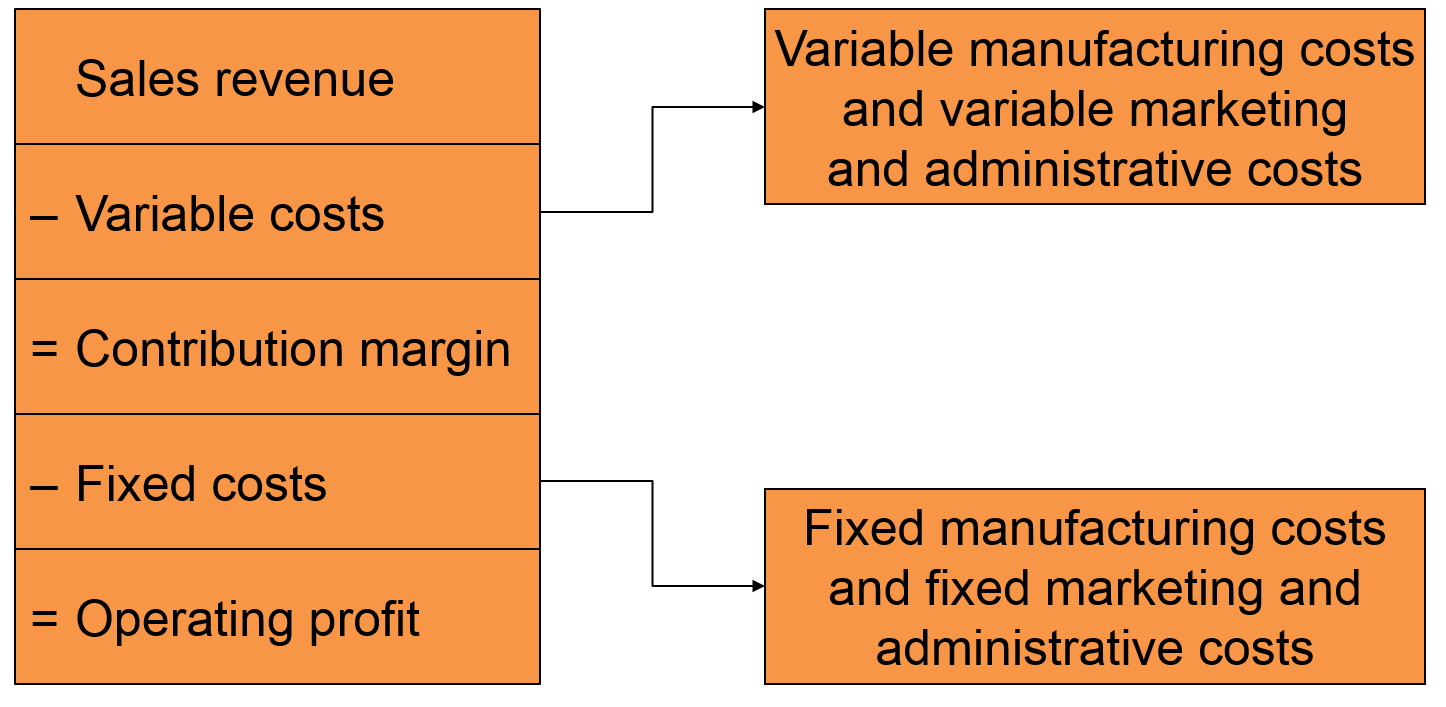 Sales revenue
– Variable costs
= Contribution margin
– Fixed costs
= Operating profit
Variable manufacturing costs
and variable marketing
and administrative costs
Fixed manufacturing costs
and fixed marketing and
administrative costs